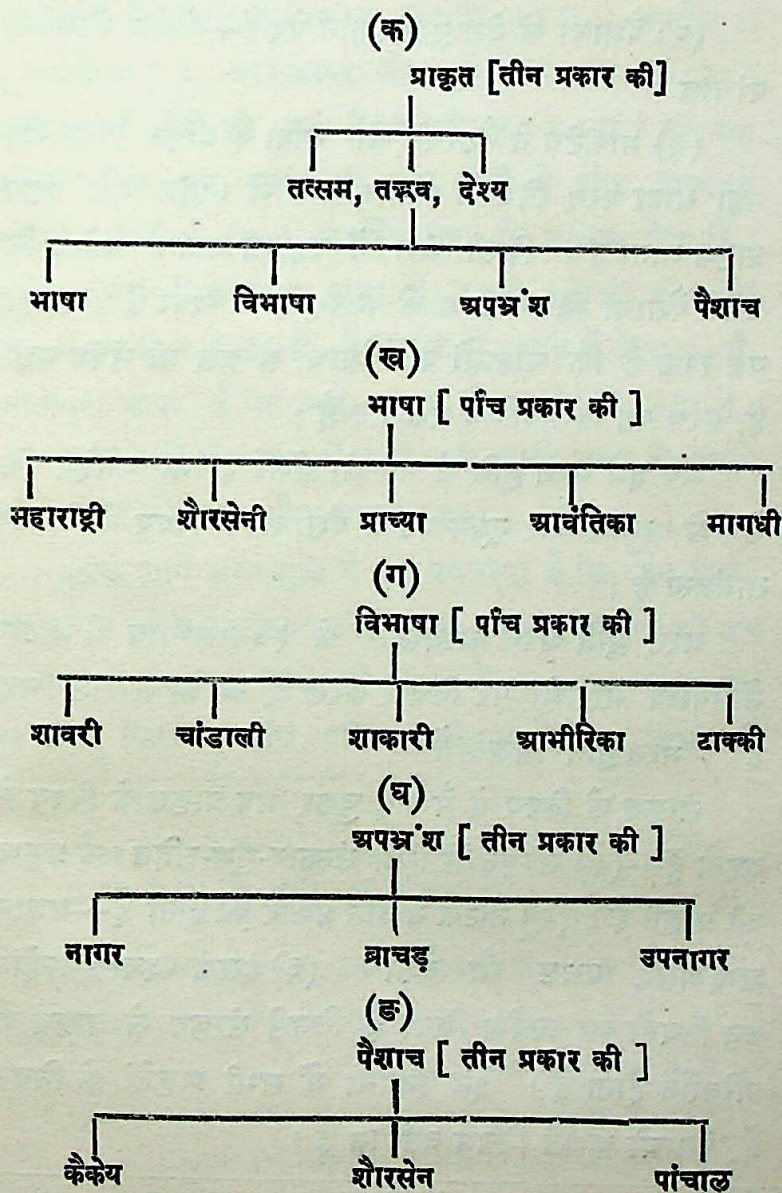 (क)
प्राकृत [तीन प्रकार की]
तत्सम, तद्भव, देश्य
भाषा विभाषा अपभ्रंश पैशाच
(ख)
भाषा [ पाँच प्रकार की ]
महाराष्ट्री शौरसेनी प्राच्या आवंतिका मागधी
(ग)
विभाषा [ पाँच प्रकार की ]
शावरी चांडाली शाकारी आभीरिका टाक्की
(घ)
अपभ्रंश [ तीन प्रकार की ]
नागर व्राचड़ उपनागर
(ङ)
पैशाच [ तीन प्रकार की ]
कैकेय शौरसेन पांचाल